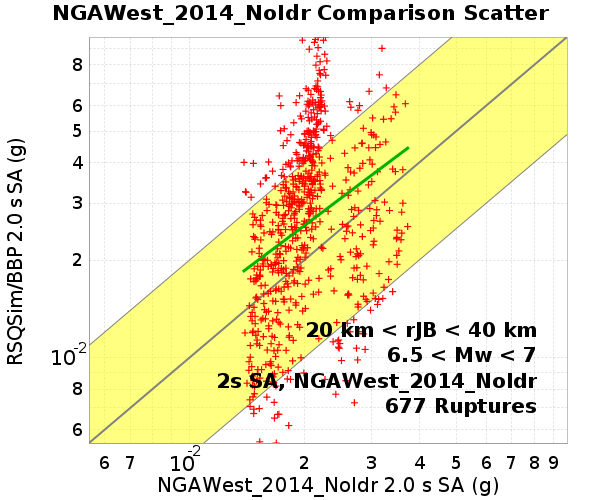 NGAWest_2014_NoIdr Comparison Scatter
RSQSim/BBP 2.0 s SA (g)
8
6
5
4
3
2
10-2
8
6
20 km < rJB < 40 km
6.5 < Mw < 7
2s SA, NGAWest_2014_NoIdr
677 Ruptures
6 7 10-2 2 3 4 5 6 7 8 9
NGAWest_2014_NoIdr 2.0 s SA (g)